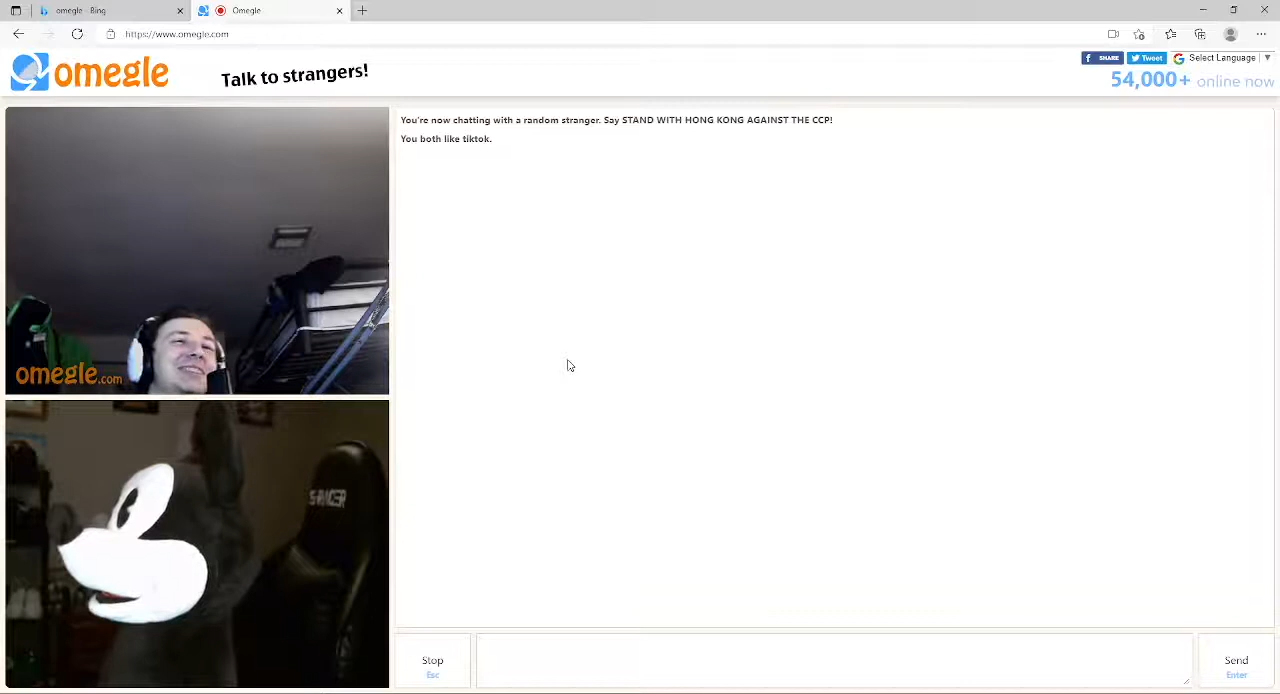 omegle - Bing
Omegle
https://www.omegle.com
omegle
Talk to strangers!
SHARE
Tweet
Select Language
54,000+ online now
You're now chatting with a random stranger. Say STAND WITH HONG KONG AGAINST THE CCP!
You both like tiktok.
omegle.com
S-RACER
Stop
Esc
Send
Enter